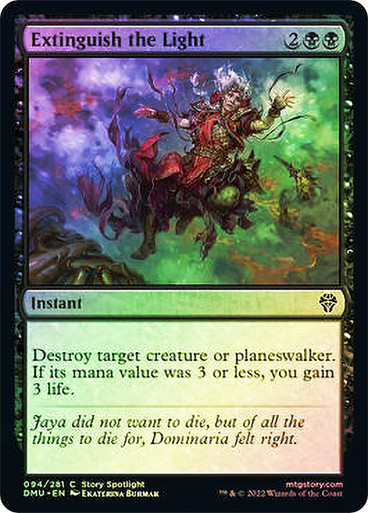 Extinguish the Light 2
Instant
Destroy target creature or planeswalker.
If its mana value was 3 or less, you gain
3 life.
Jaya did not want to die, but of all the
things to die for, Dominaria felt right.
094/281 C Story Spotlight mtgstory.com
DMU • EN Ekaterina Burmak ™ & © 2022 Wizards of the Coast